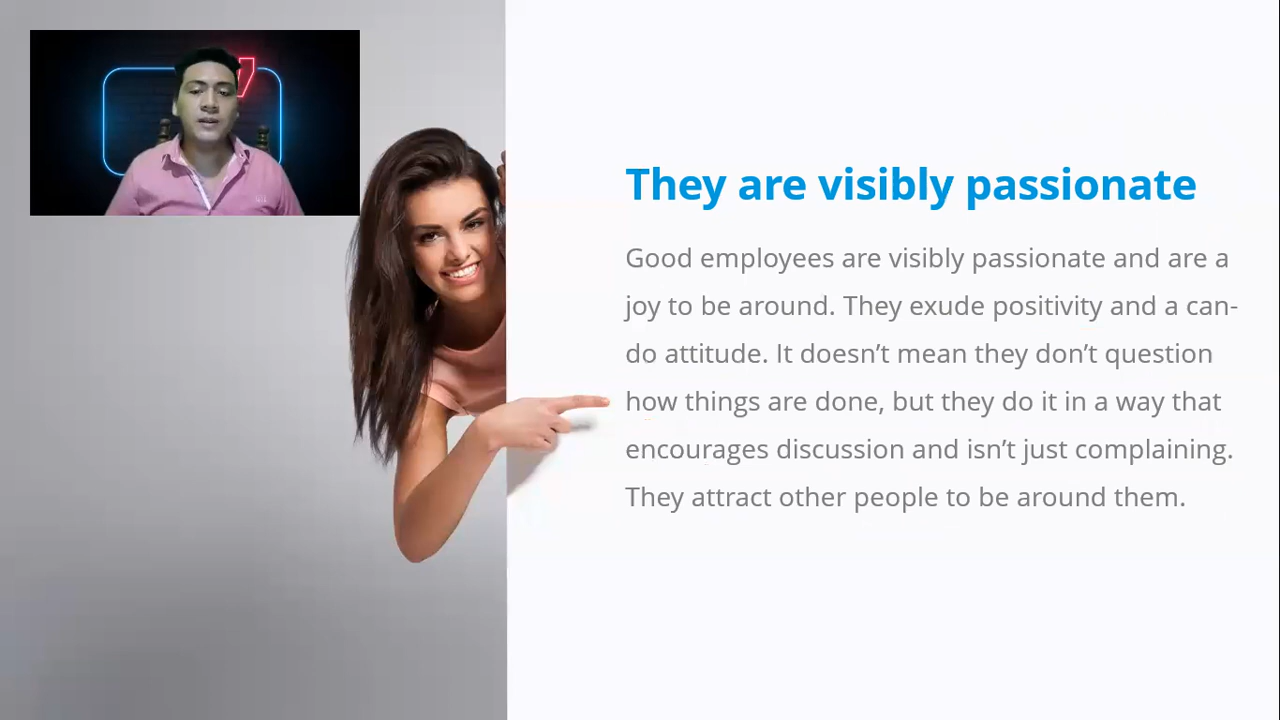 They are visibly passionate
Good employees are visibly passionate and are a
joy to be around. They exude positivity and a can-
do attitude. It doesn’t mean they don’t question
how things are done, but they do it in a way that
encourages discussion and isn’t just complaining.
They attract other people to be around them.